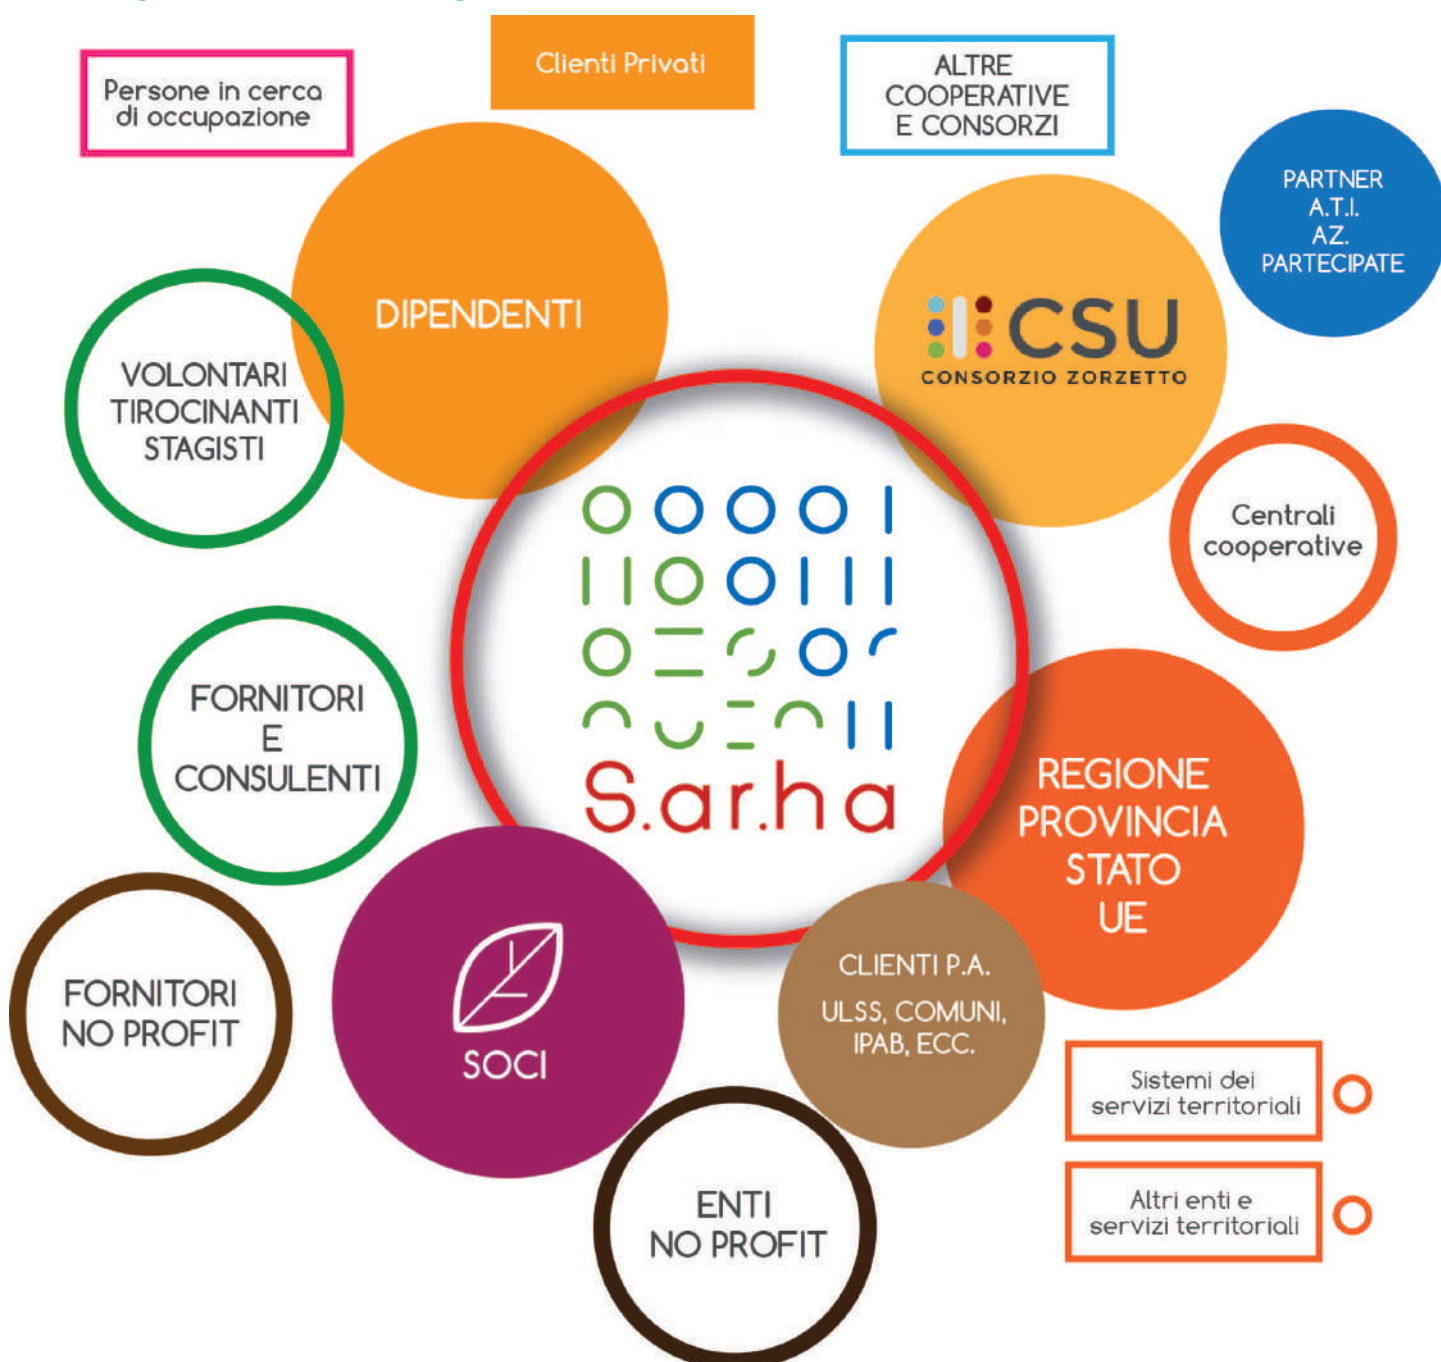 Persone in cerca
di occupazione
Clienti Privati
ALTRE
COOPERATIVE
E CONSORZI
PARTNER
A.T.I.
AZ.
PARTECIPATE
DIPENDENTI
CSU
CONSORZIO ZORZETTO
VOLONTARI
TIROCINANTI
STAGISTI
Centrali
cooperative
FORNITORI
E
CONSULENTI
S.ar.ha
REGIONE
PROVINCIA
STATO
UE
FORNITORI
NO PROFIT
SOCI
CLIENTI P.A.
ULSS, COMUNI,
IPAB, ECC.
Sistemi dei
servizi territoriali
Altri enti e
servizi territoriali
ENTI
NO PROFIT